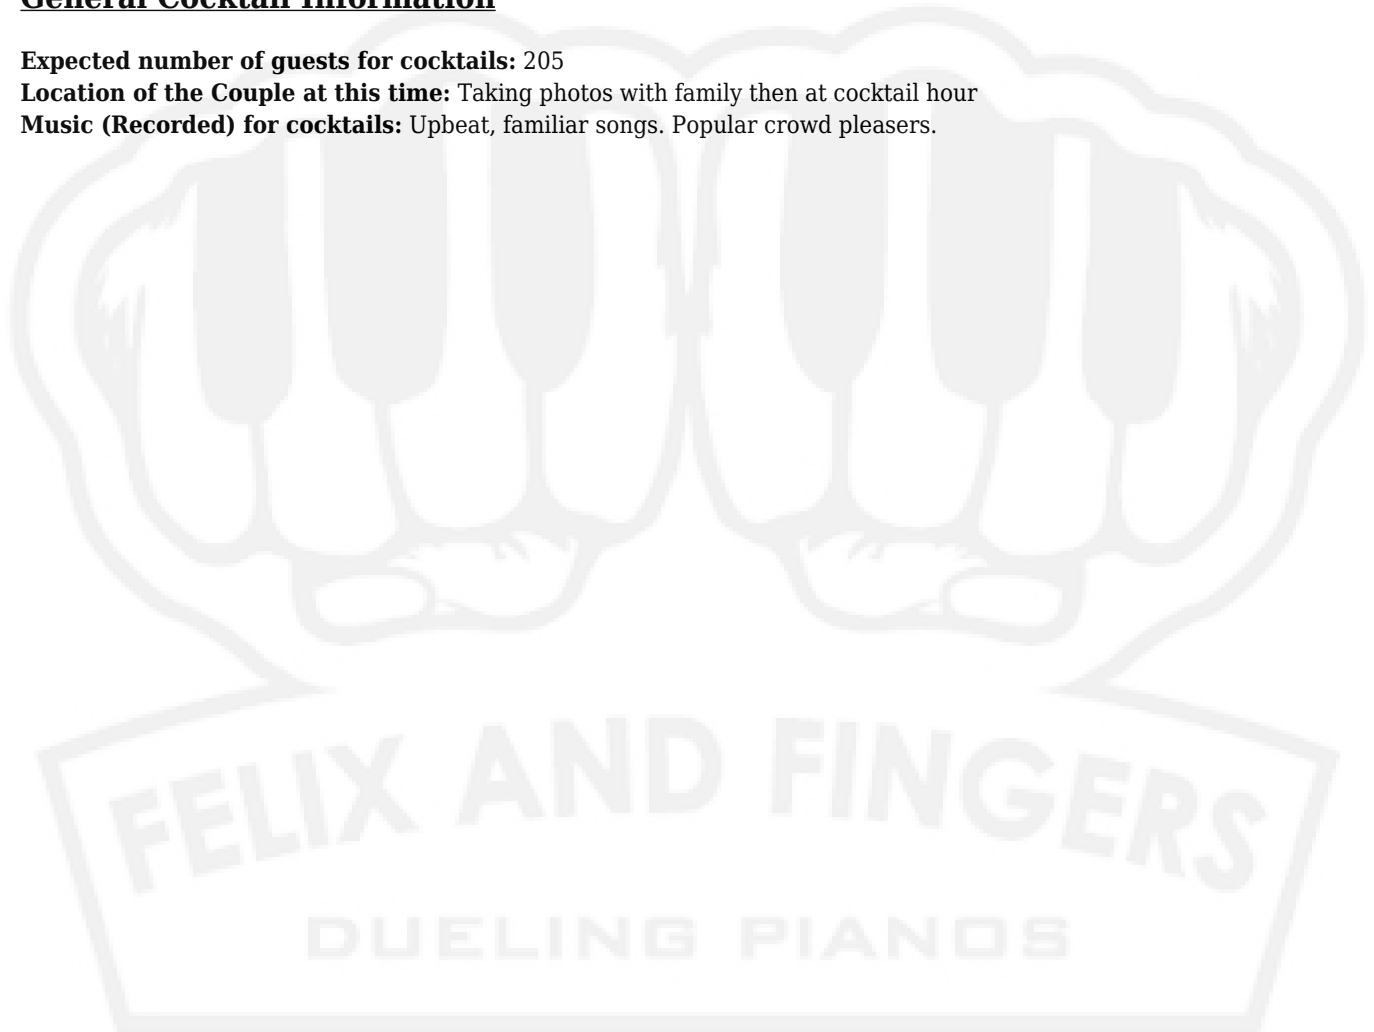 General Cocktail Information
Expected number of guests for cocktails: 205
Location of the Couple at this time: Taking photos with family then at cocktail hour
Music (Recorded) for cocktails: Upbeat, familiar songs. Popular crowd pleasers.
FELIX AND FINGERS
DUELING PIANOS